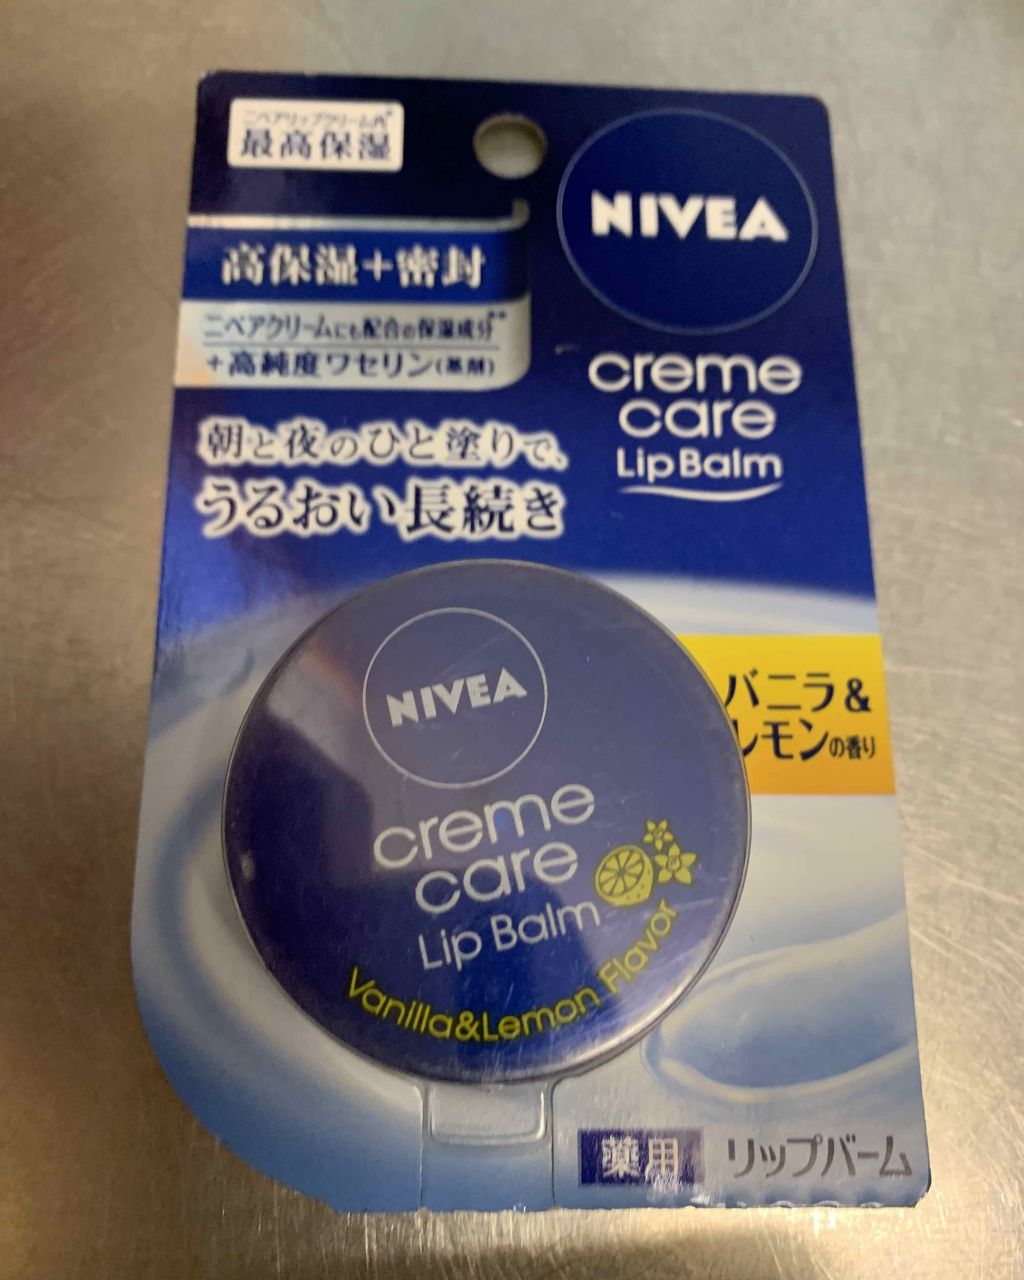 ニベアリップクリーム内*
最高保湿
NIVEA
高保湿+密封
ニベアクリームにも配合の保湿成分**
+高純度ワセリン(基剤)
creme
care
Lip Balm
朝と夜のひと塗りで、
うるおい長続き
バニラ&
レモンの香り
NIVEA
creme
care
Lip Balm
Vanilla&Lemon Flavor
薬用 リップバーム